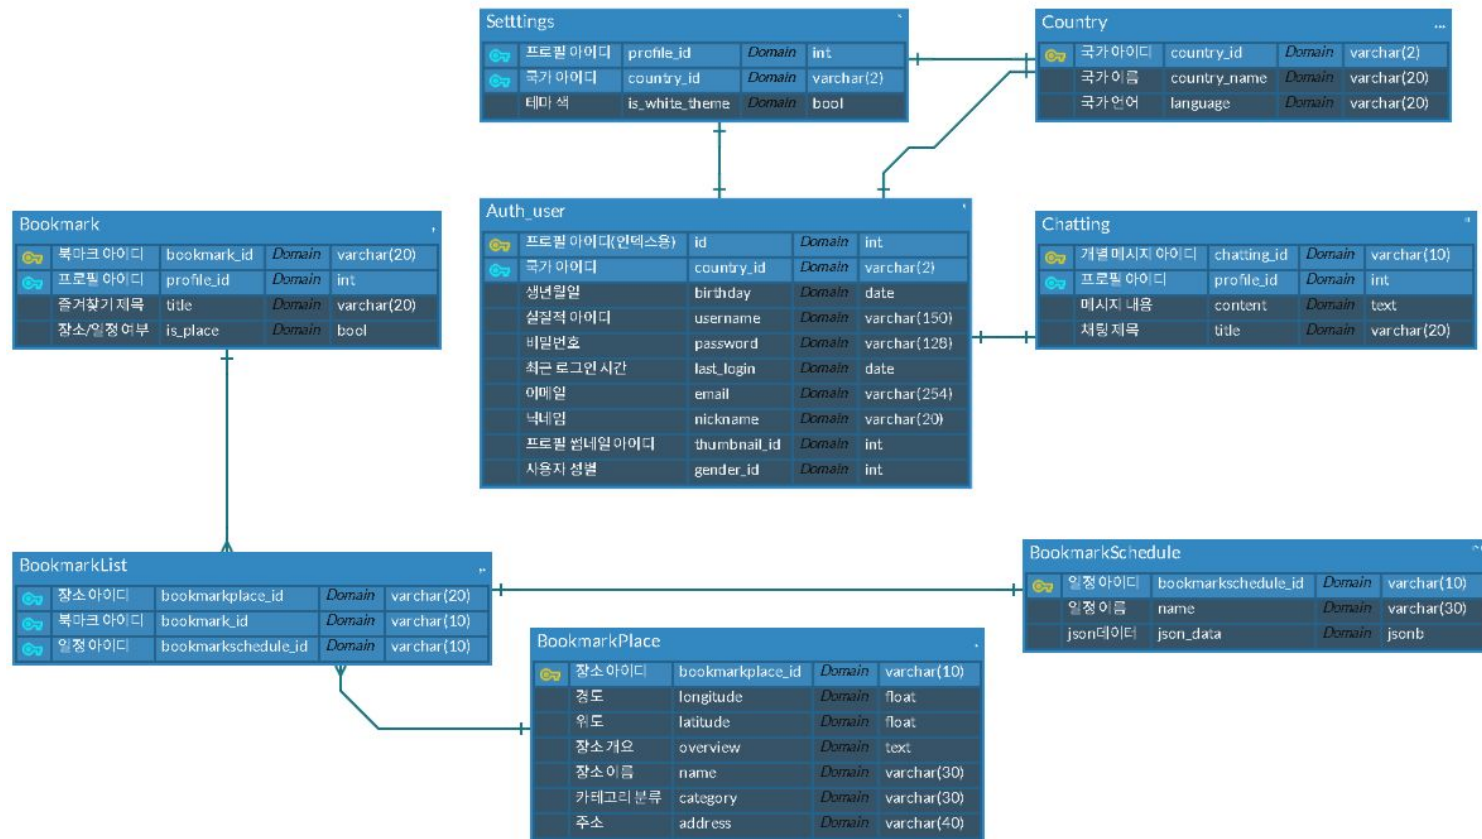 Setttings
프로필 아이디 profile_id Domain int
국가 아이디 country_id Domain varchar(2)
테마 색 is_white_theme Domain bool
Country
국가 아이디 country_id Domain varchar(2)
국가 이름 country_name Domain varchar(20)
국가 언어 language Domain varchar(20)
Bookmark
북마크 아이디 bookmark_id Domain varchar(20)
프로필 아이디 profile_id Domain int
즐겨찾기 제목 title Domain varchar(20)
장소/일정 여부 is_place Domain bool
Auth_user
프로필 아이디(인덱스용) id Domain int
국가 아이디 country_id Domain varchar(2)
생년월일 birthday Domain date
실질적 아이디 username Domain varchar(150)
비밀번호 password Domain varchar(128)
최근 로그인 시간 last_login Domain date
이메일 email Domain varchar(254)
닉네임 nickname Domain varchar(20)
프로필 썸네일 아이디 thumbnail_id Domain int
사용자 성별 gender_id Domain int
Chatting
개별 메시지 아이디 chatting_id Domain varchar(10)
프로필 아이디 profile_id Domain int
메시지 내용 content Domain text
채팅 제목 title Domain varchar(20)
BookmarkList
장소 아이디 bookmarkplace_id Domain varchar(20)
북마크 아이디 bookmark_id Domain varchar(10)
일정 아이디 bookmarkschedule_id Domain varchar(10)
BookmarkSchedule
일정 아이디 bookmarkschedule_id Domain varchar(10)
일정 이름 name Domain varchar(30)
json데이터 json_data Domain jsonb
BookmarkPlace
장소 아이디 bookmarkplace_id Domain varchar(10)
경도 longitude Domain float
위도 latitude Domain float
장소 개요 overview Domain text
장소 이름 name Domain varchar(30)
카테고리 분류 category Domain varchar(30)
주소 address Domain varchar(40)